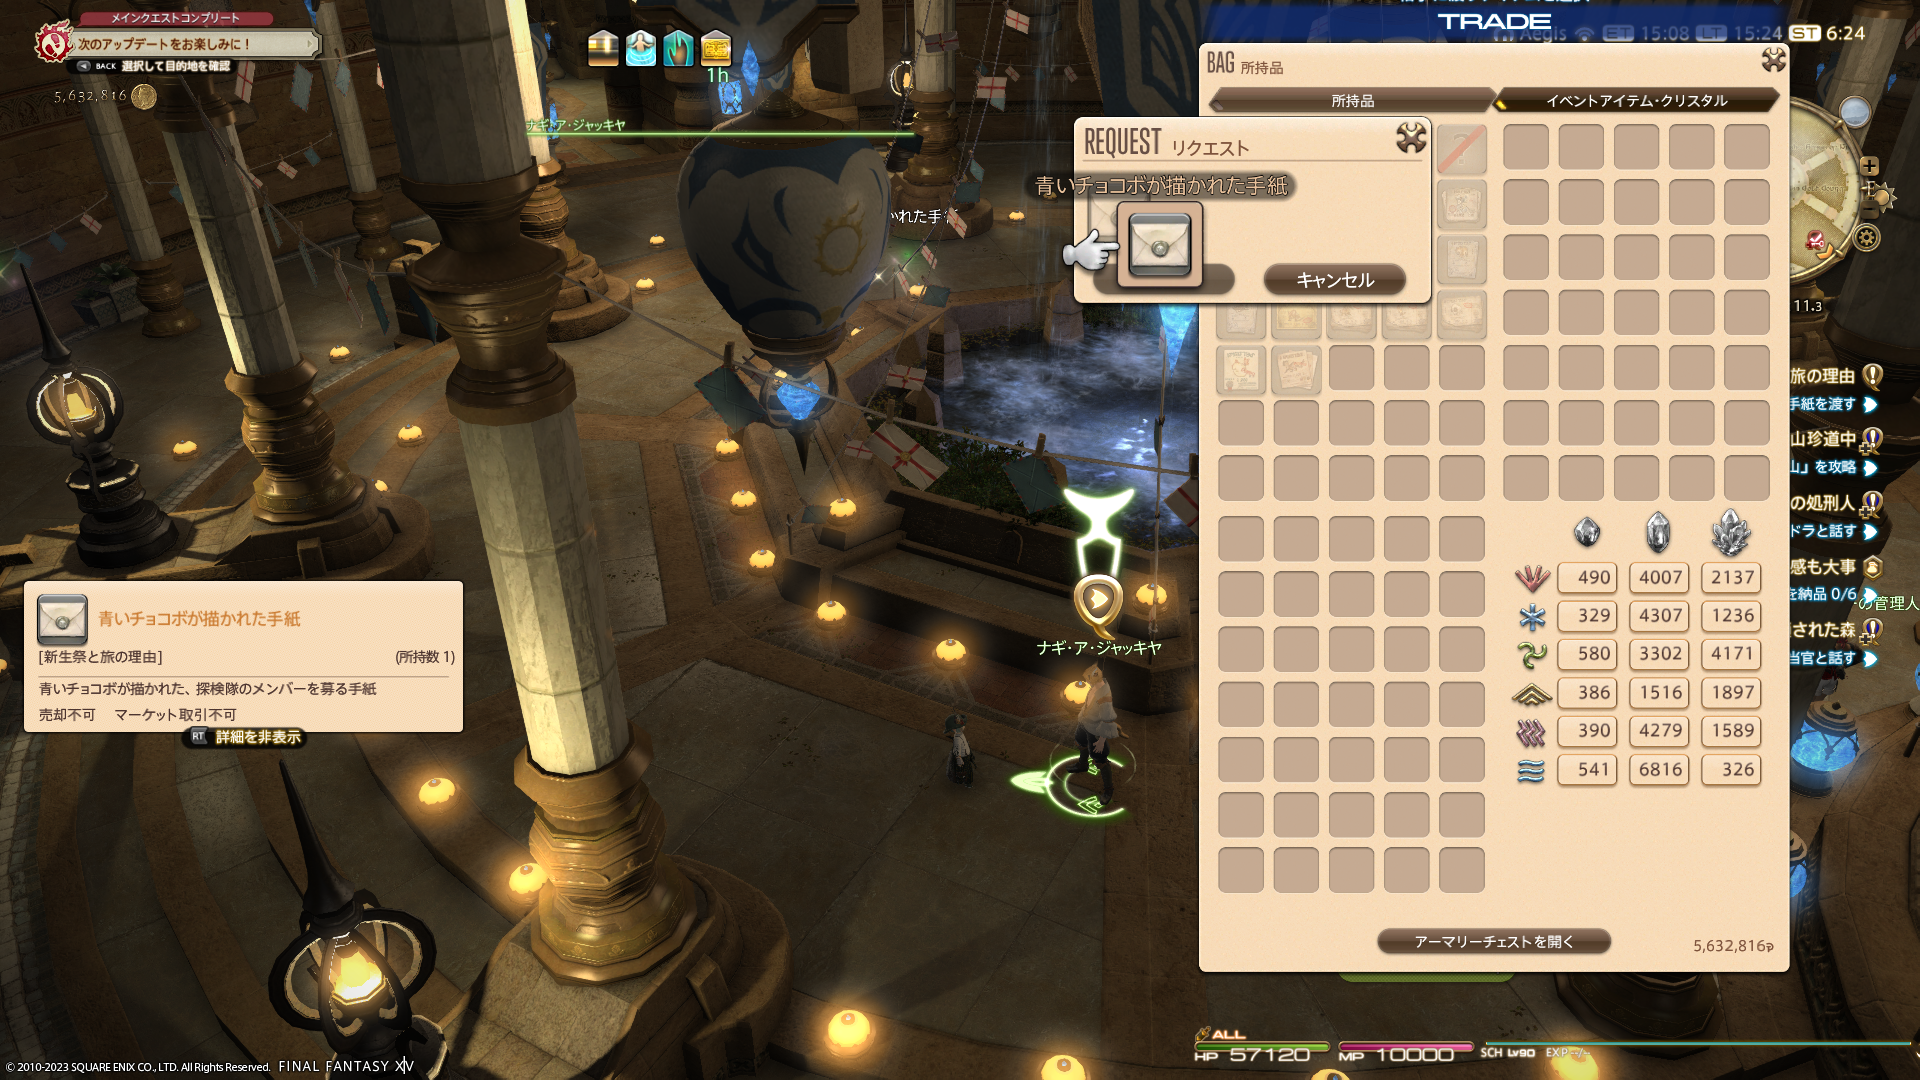 メインクエストコンプリート
次のアップデートをお楽しみに！
BACK 選択して目的地を確認
5,632,816
1h
ナギ・ア・ジャッキヤ
TRADE
Aegis ET 15:08 LT 15:24 ST 6:24
BAG 所持品
所持品
イベントアイテム・クリスタル
REQUEST リクエスト
青いチョコボが描かれた手紙
かれた手紙
キャンセル
11.3
旅の理由
手紙を渡す
山珍道中
山」を攻略
の処刑人
ドラと話す
感も大事
を納品 0/6
の管理人
された森
当官と話す
490 4007 2137
329 4307 1236
580 3302 4171
386 1516 1897
390 4279 1589
541 6816 326
アーマリーチェストを開く
5,632,816
青いチョコボが描かれた手紙
[新生祭と旅の理由]
(所持数 1)
青いチョコボが描かれた、探検隊のメンバーを募る手紙
売却不可 マーケット取引不可
RT 詳細を非表示
ナギ・ア・ジャッキヤ
ALL
HP 57120 MP 10000 SCH Lv90 EXP --/--
© 2010-2023 SQUARE ENIX CO., LTD. All Rights Reserved. FINAL FANTASY XIV